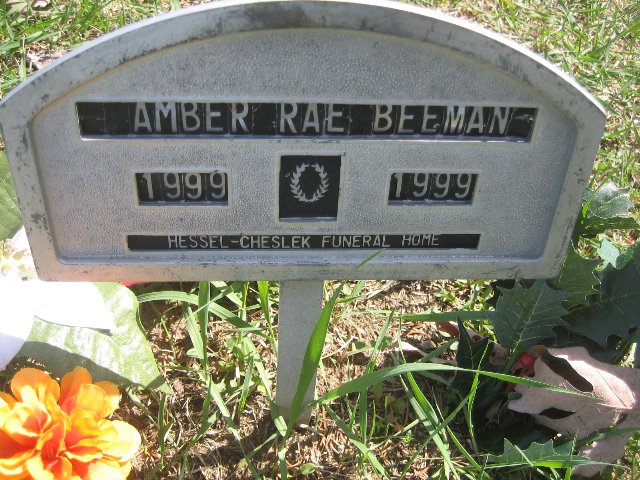 AMBER RAE BEEMAN
1999 1999
HESSEL-CHESLEK FUNERAL HOME